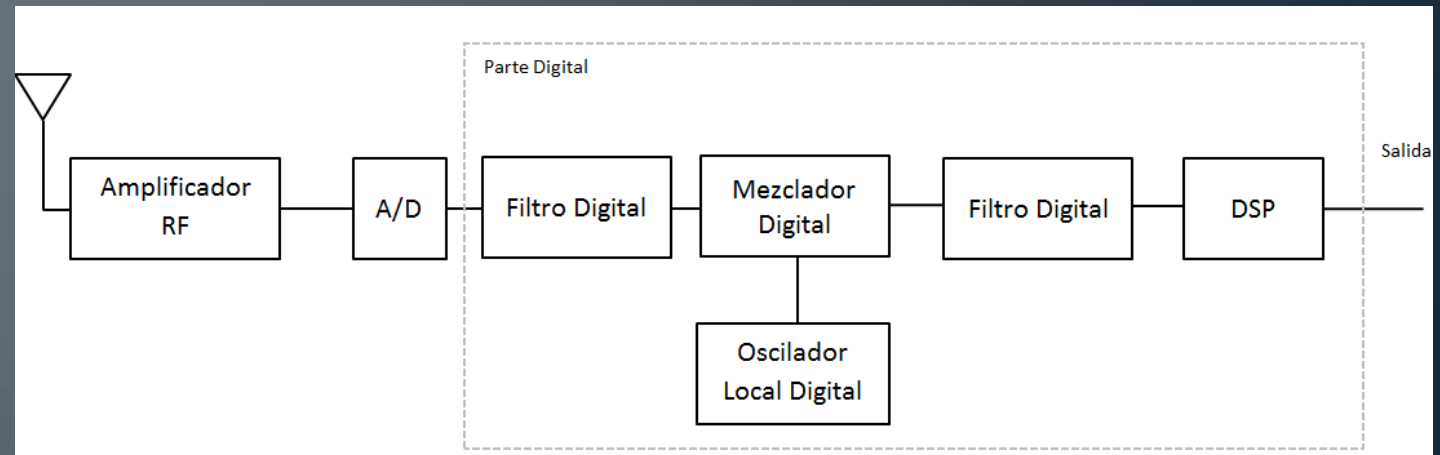 Parte Digital
Salida
Amplificador
RF
A/D
Filtro Digital
Mezclador
Digital
Filtro Digital
DSP
Oscilador
Local Digital